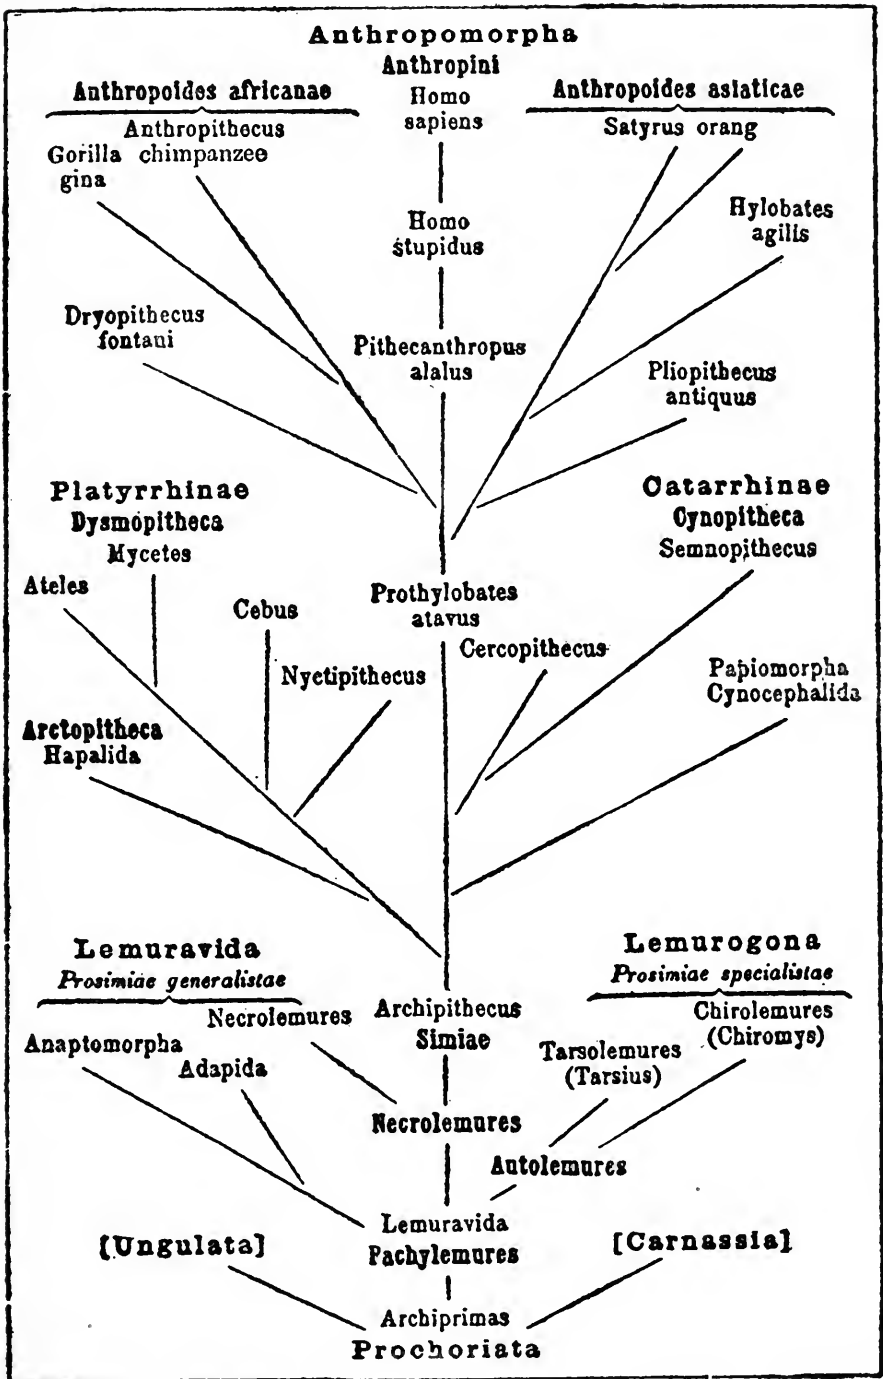 Anthropomorpha
Anthropini
Anthropoides africanae
Homo
sapiens
Anthropoides asiaticae
Anthropithecus
Gorilla chimpanzee
gina
Satyrus orang
Homo
stupidus
Hylobates
agilis
Dryopithecus
fontani
Pithecanthropus
alalus
Pliopithecus
antiquus
Platyrrhinae
Dysmopitheca
Mycetes
Catarrhinae
Cynopitheca
Semnopithecus
Ateles
Cebus
Prothylobates
atavus
Nyctipithecus
Cercopithecus
Papiomorpha
Cynocephalida
Arctopitheca
Hapalida
Lemuravida
Prosimiae generalistae
Lemurogona
Prosimiae specialistae
Necrolemures
Anaptomorpha
Adapida
Archipithecus
Simiae
Chirolemures
(Chiromys)
Tarsolemures
(Tarsius)
Necrolemures
Autolemures
Lemuravida
Pachylemures
[Ungulata]
[Carnassia]
Archiprimas
Prochoriata